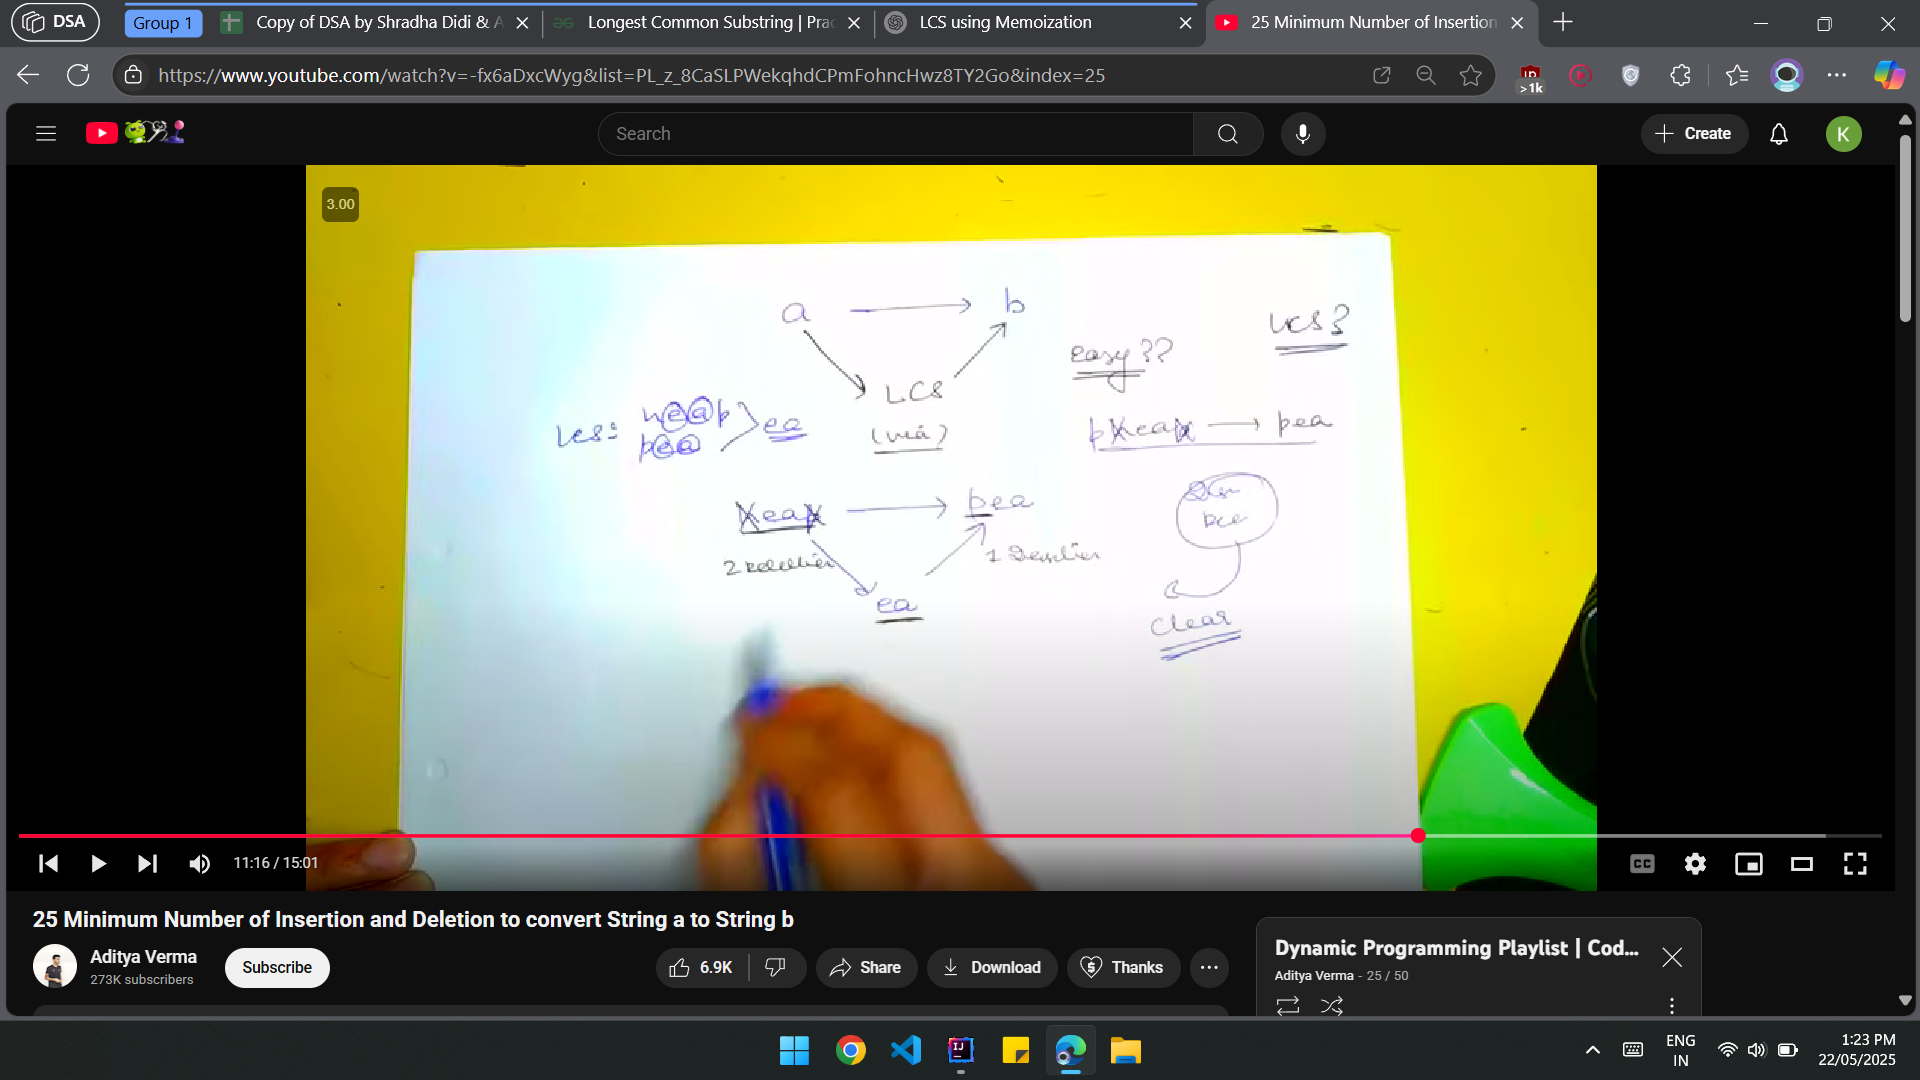 DSA
Group 1
Copy of DSA by Shradha Didi & A
Longest Common Substring | Prac
LCS using Memoization
25 Minimum Number of Insertion
https://www.youtube.com/watch?v=-fx6aDxcWyg&list=PL_z_8CaSLPWekqhdCPmFohncHwz8TY2Go&index=25
>1k
Search
Create
K
3.00
a → b
LCS?
easy??
LCS
(via)
LCS: heap
pea
ea
pheap → pea
heap → pea
2 deletion
1 Insertion
ea
clear
11:16 / 15:01
CC
25 Minimum Number of Insertion and Deletion to convert String a to String b
Aditya Verma
273K subscribers
Subscribe
6.9K
Share
Download
Thanks
Dynamic Programming Playlist | Cod...
Aditya Verma - 25 / 50
ENG
IN
1:23 PM
22/05/2025